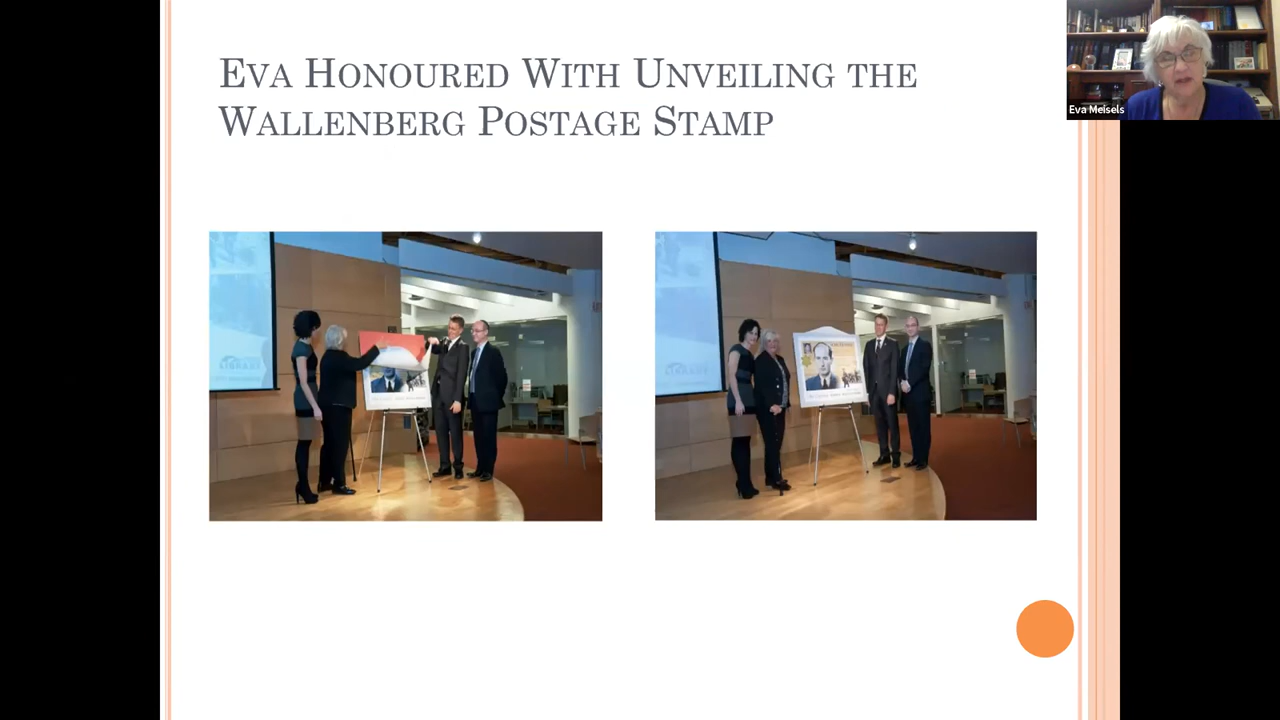 EVA HONOURED WITH UNVEILING THE
WALLENBERG POSTAGE STAMP
Eva Meisels